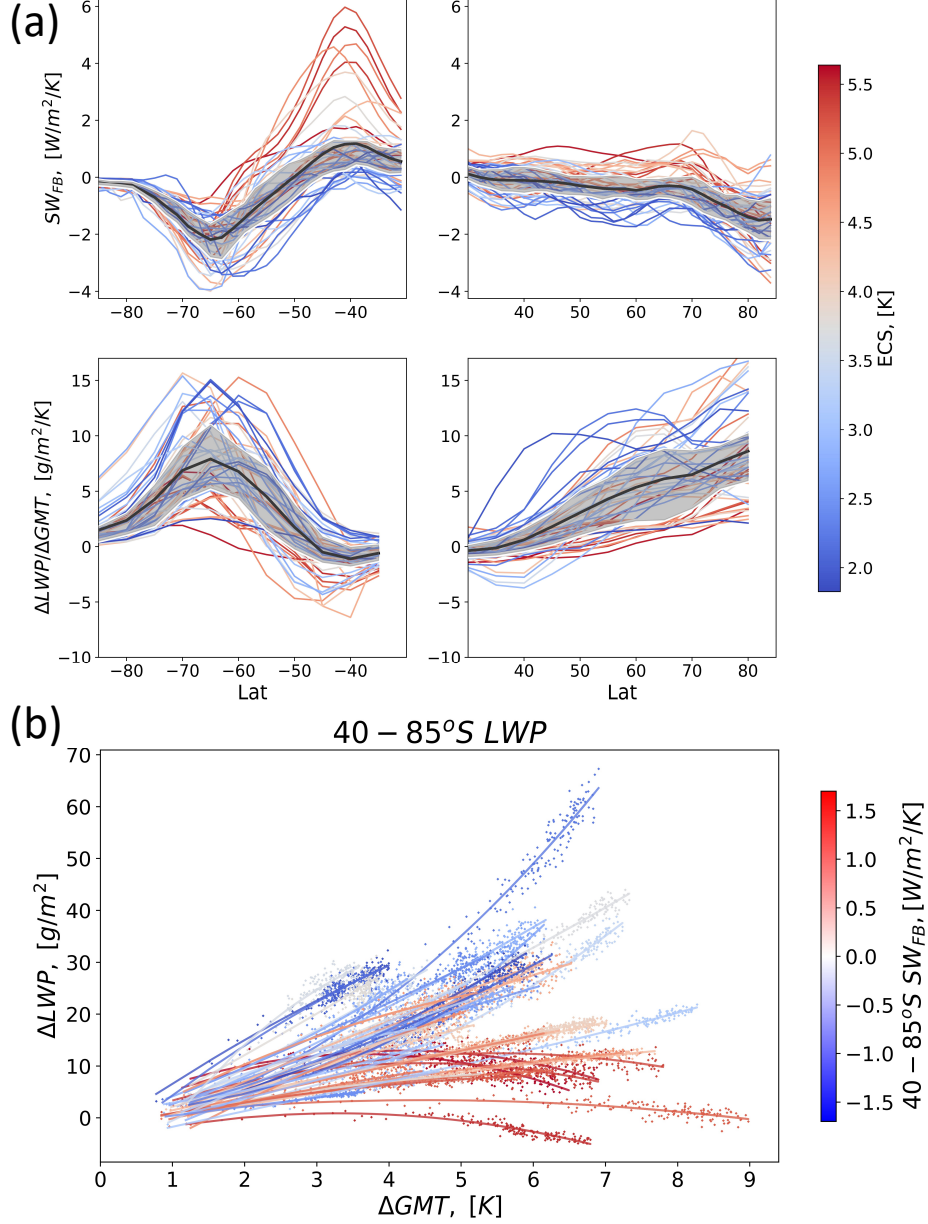 (a)
6
4
2
0
−2
−4
SW_FB, [W/m²/K]
−80 −70 −60 −50 −40
6
4
2
0
−2
−4
40 50 60 70 80
15
10
5
0
−5
−10
ΔLWP/ΔGMT, [g/m²/K]
−80 −70 −60 −50 −40
Lat
15
10
5
0
−5
−10
40 50 60 70 80
Lat
5.5
5.0
4.5
4.0
3.5
3.0
2.5
2.0
ECS, [K]
(b)
40 − 85°S LWP
70
60
50
40
30
20
10
0
ΔLWP, [g/m²]
0 1 2 3 4 5 6 7 8 9
ΔGMT, [K]
1.5
1.0
0.5
0.0
−0.5
−1.0
−1.5
40 − 85°S SW_FB, [W/m²/K]